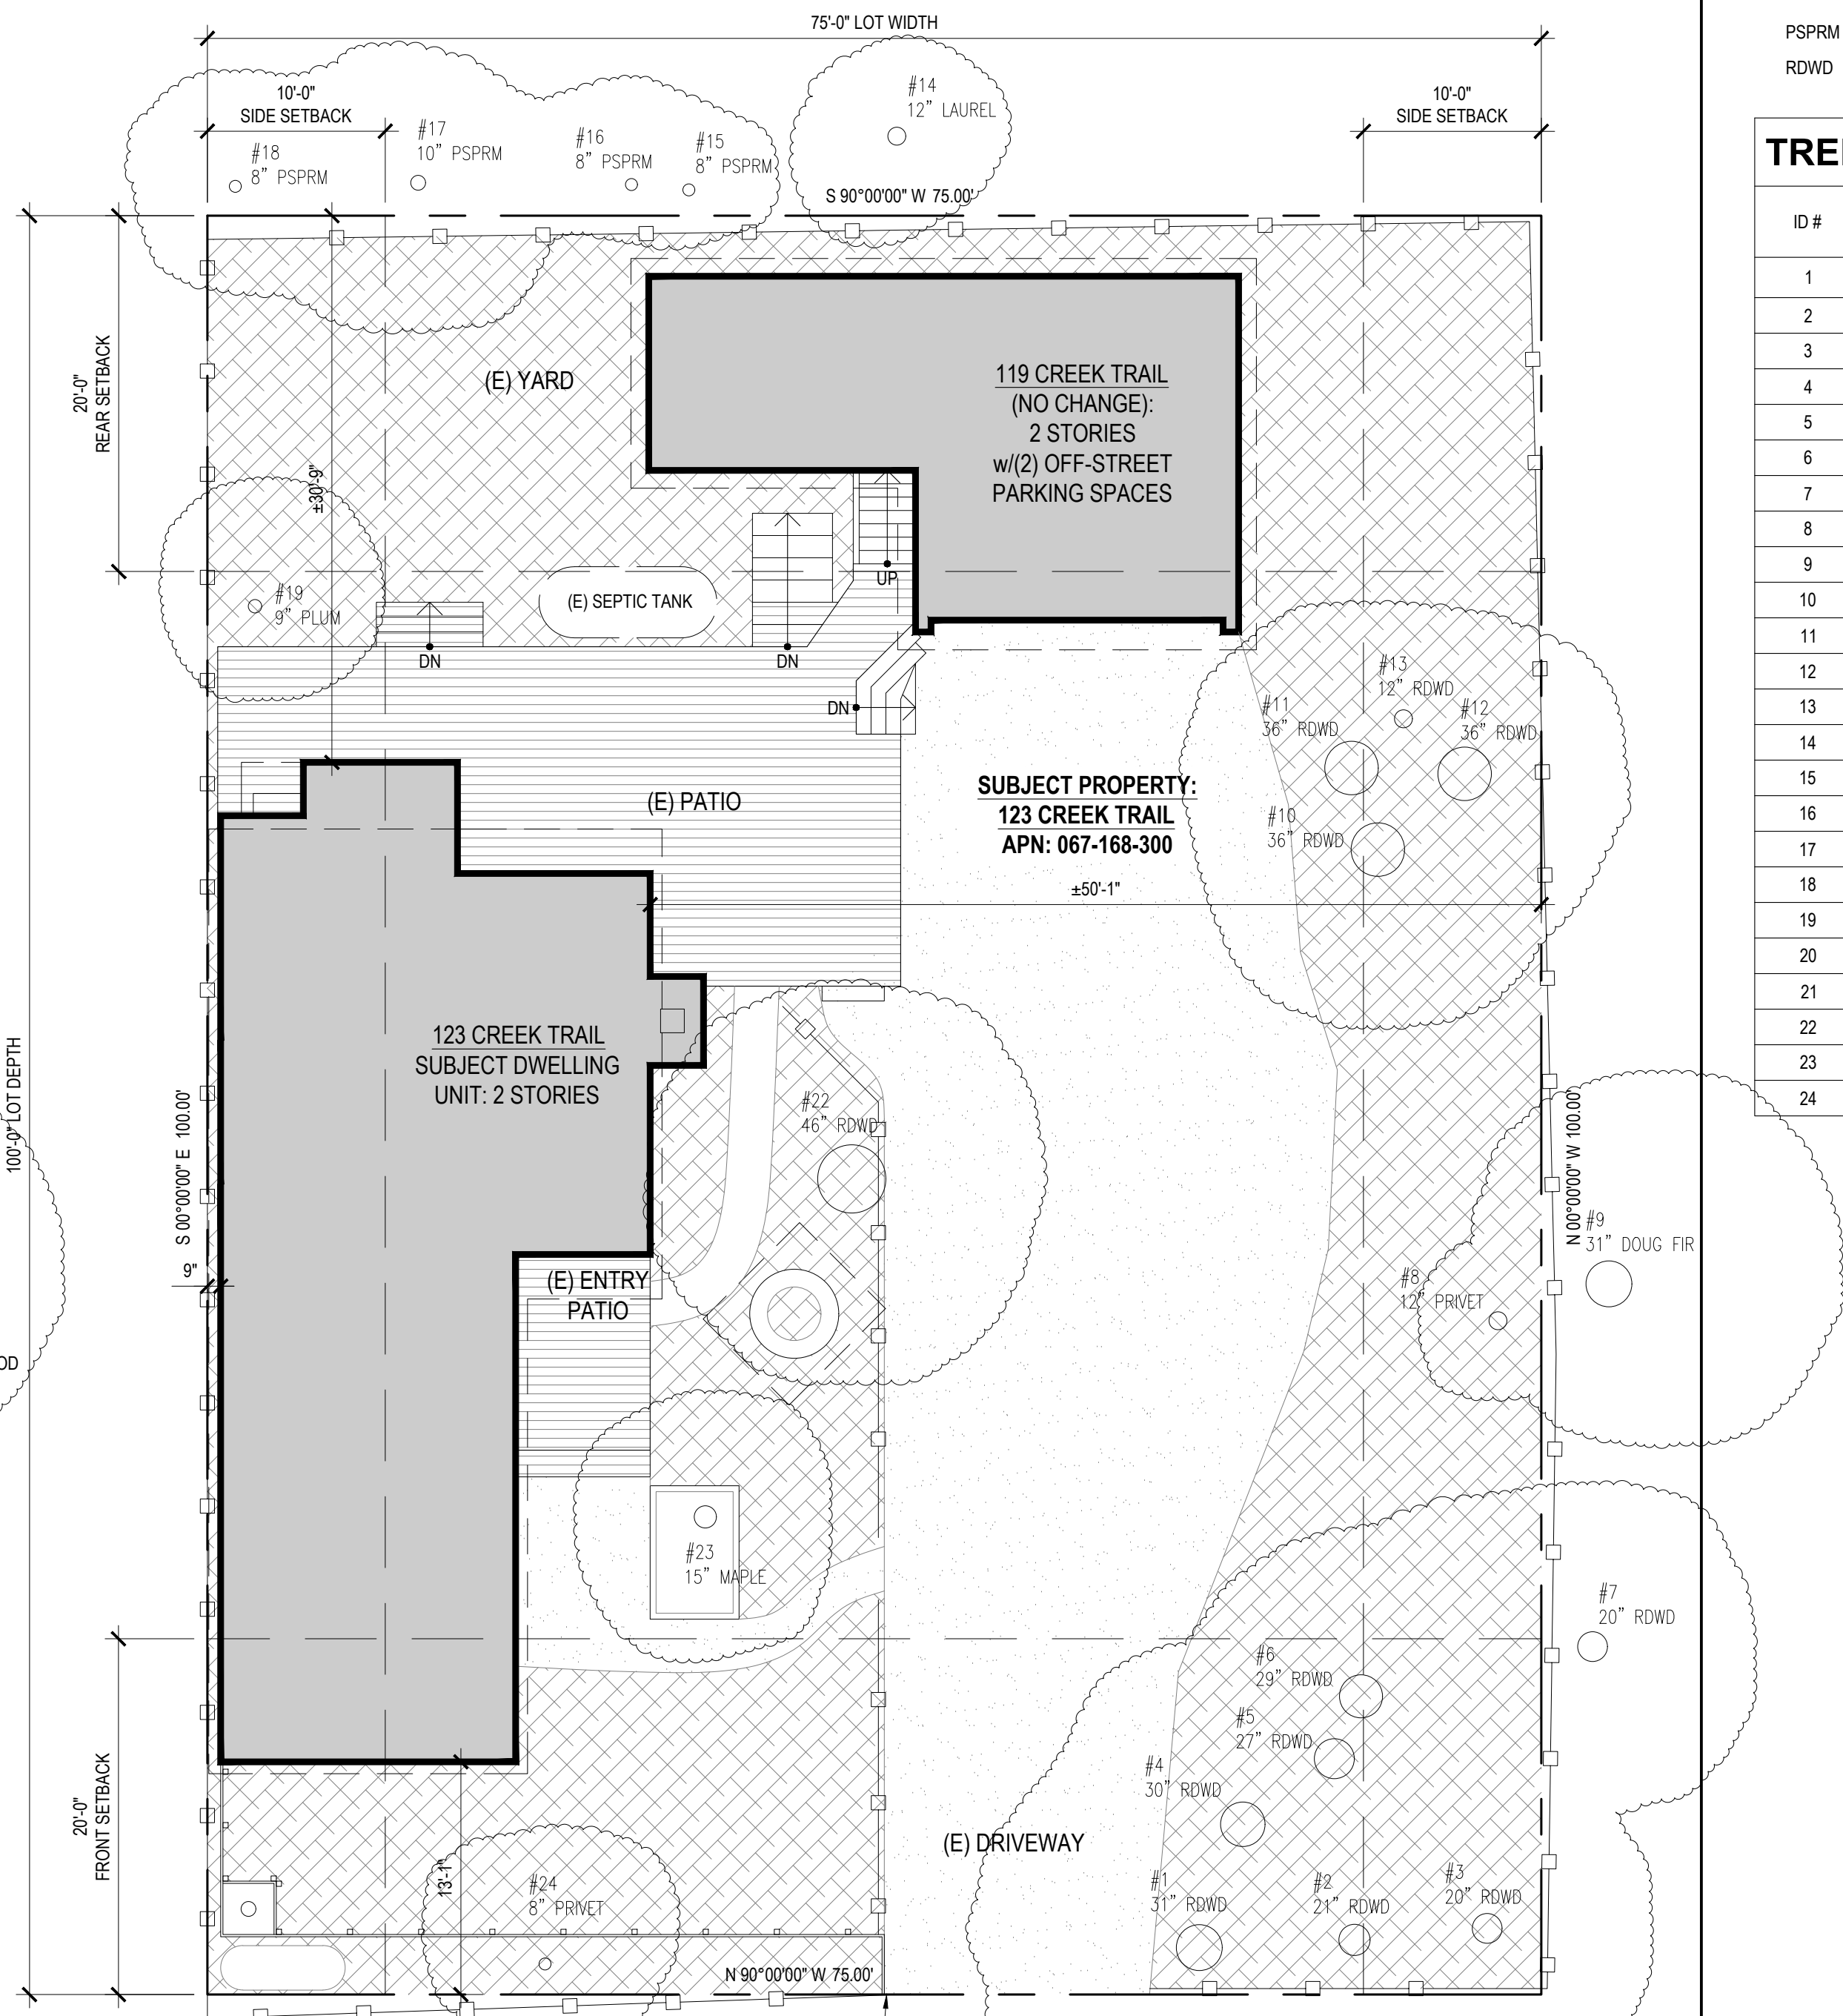 75'-0" LOT WIDTH
PSPRM
RDWD
10'-0"
SIDE SETBACK
10'-0"
SIDE SETBACK
#14
12" LAUREL
#17
10" PSPRM
#16
8" PSPRM
#15
8" PSPRM
#18
8" PSPRM
S 90°00'00" W 75.00'
TRE
ID #
1
2
3
4
5
6
7
8
9
10
11
12
13
14
15
16
17
18
19
20
21
22
23
24
20'-0"
REAR SETBACK
±30'-9"
(E) YARD
119 CREEK TRAIL
(NO CHANGE):
2 STORIES
w/(2) OFF-STREET
PARKING SPACES
UP
#19
9" PLUM
(E) SEPTIC TANK
DN
DN
DN
#13
12" RDWD
#11
36" RDWD
#12
36" RDWD
#10
36" RDWD
(E) PATIO
SUBJECT PROPERTY:
123 CREEK TRAIL
APN: 067-168-300
±50'-1"
123 CREEK TRAIL
SUBJECT DWELLING
UNIT: 2 STORIES
100'-0" LOT DEPTH
S 00°00'00" E 100.00'
#22
46" RDWD
N 00°00'00" W 100.00'
#9
31" DOUG FIR
#8
12" PRIVET
9"
(E) ENTRY
PATIO
OD
#23
15" MAPLE
#7
20" RDWD
#6
29" RDWD
#5
27" RDWD
#4
30" RDWD
20'-0"
FRONT SETBACK
13'-1"
(E) DRIVEWAY
#24
8" PRIVET
#1
31" RDWD
#2
21" RDWD
#3
20" RDWD
N 90°00'00" W 75.00'